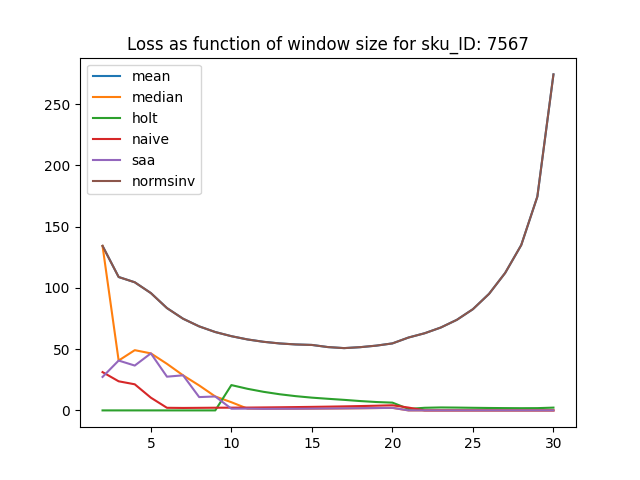 Loss as function of window size for sku_ID: 7567
mean
median
holt
naive
saa
normsinv
250
200
150
100
50
0
5 10 15 20 25 30